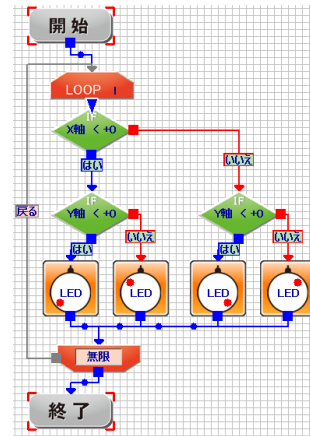 開始
LOOP I
IF
X軸 < +0
いいえ
はい
戻る
IF
Y軸 < +0
IF
Y軸 < +0
いいえ
いいえ
はい
はい
LED
LED
LED
LED
無限
終了